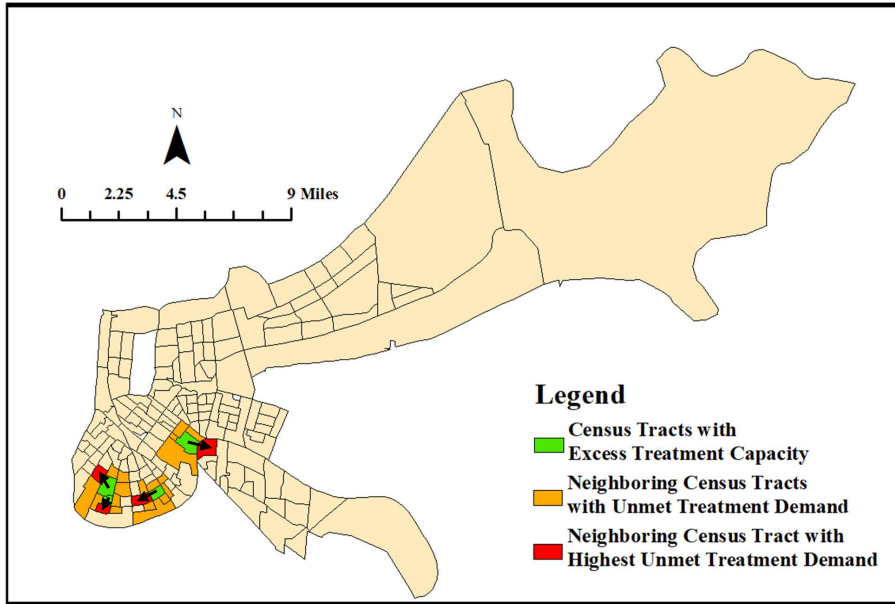 N
0 2.25 4.5 9 Miles
Legend
Census Tracts with
Excess Treatment Capacity
Neighboring Census Tracts
with Unmet Treatment Demand
Neighboring Census Tract with
Highest Unmet Treatment Demand